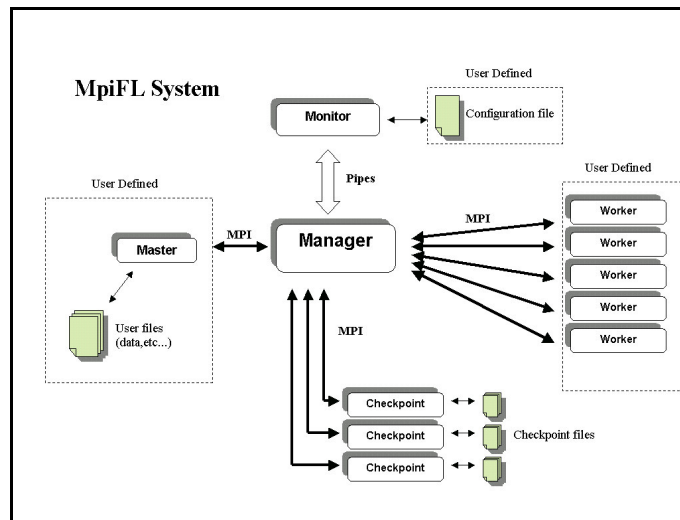 MpiFL System
User Defined
Monitor
Configuration file
Pipes
User Defined
User Defined
MPI
Manager
MPI
Master
Worker
Worker
Worker
Worker
Worker
User files
(data,etc...)
MPI
Checkpoint
Checkpoint
Checkpoint
Checkpoint files